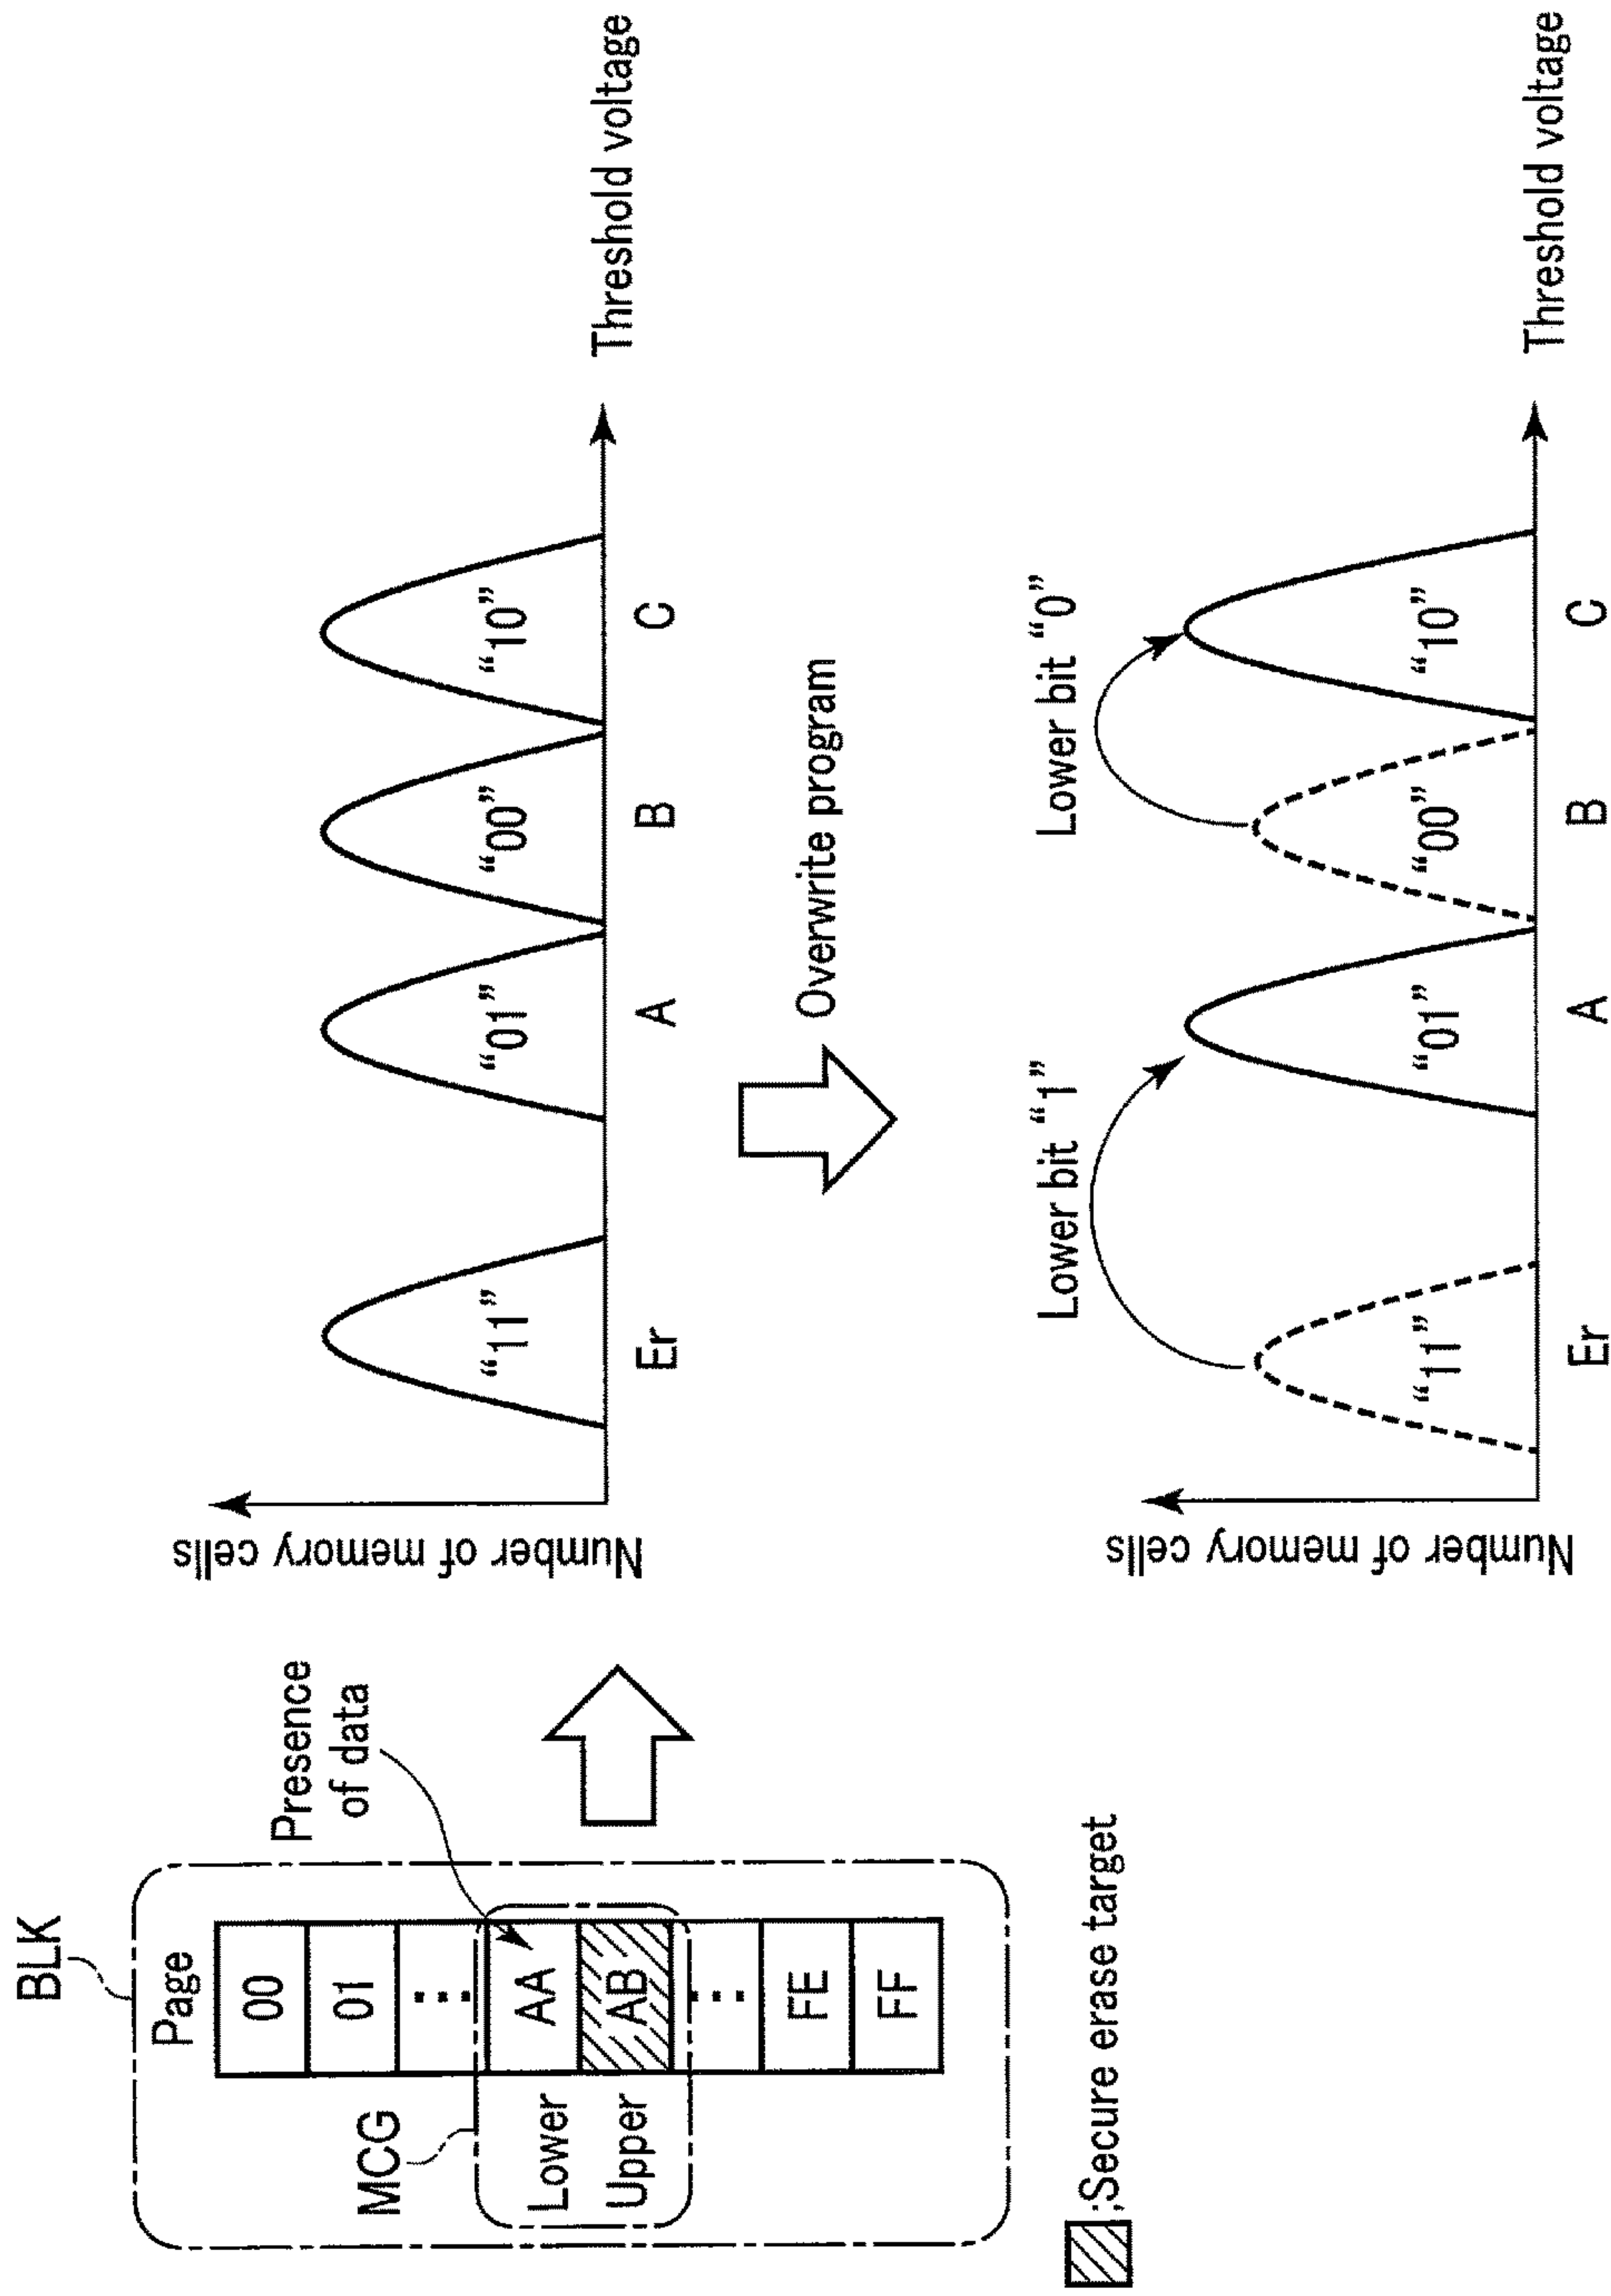 BLK
Page
00
01
⋮
MCG
Lower
AA
Upper
AB
⋮
FE
FF
Presence
of data
:Secure erase target
Number of memory cells
“11”
“01”
“00”
“10”
Er
A
B
C
Threshold voltage
Overwrite program
Number of memory cells
Lower bit “1”
Lower bit “0”
“11”
“01”
“00”
“10”
Er
A
B
C
Threshold voltage